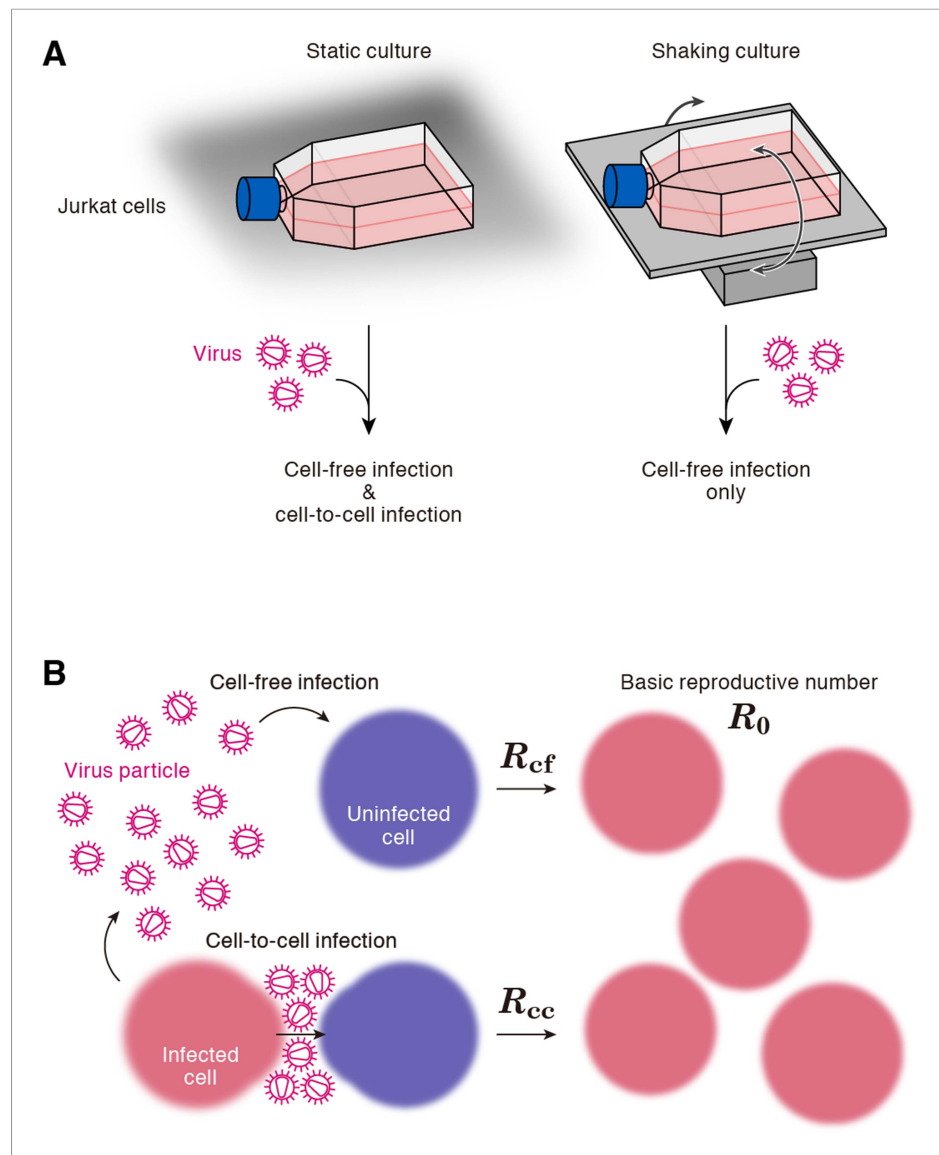 A
Static culture
Shaking culture
Jurkat cells
Virus
Cell-free infection
&
cell-to-cell infection
Cell-free infection
only
B
Cell-free infection
Basic reproductive number
R0
Virus particle
Rcf
Uninfected
cell
Cell-to-cell infection
Rcc
Infected
cell